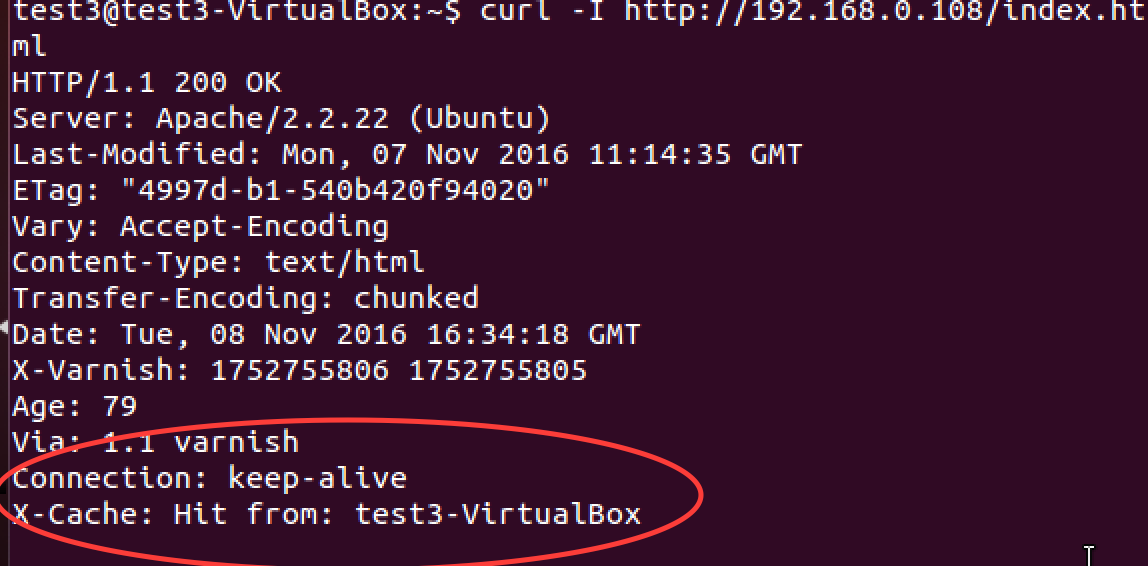 test3@test3-VirtualBox:~$ curl -I http://192.168.0.108/index.ht
ml
HTTP/1.1 200 OK
Server: Apache/2.2.22 (Ubuntu)
Last-Modified: Mon, 07 Nov 2016 11:14:35 GMT
ETag: "4997d-b1-540b420f94020"
Vary: Accept-Encoding
Content-Type: text/html
Transfer-Encoding: chunked
Date: Tue, 08 Nov 2016 16:34:18 GMT
X-Varnish: 1752755806 1752755805
Age: 79
Via: 1.1 varnish
Connection: keep-alive
X-Cache: Hit from: test3-VirtualBox